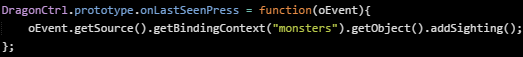 DragonCtrl.prototype.onLastSeenPress = function(oEvent){
    oEvent.getSource().getBindingContext("monsters").getObject().addSighting();
};